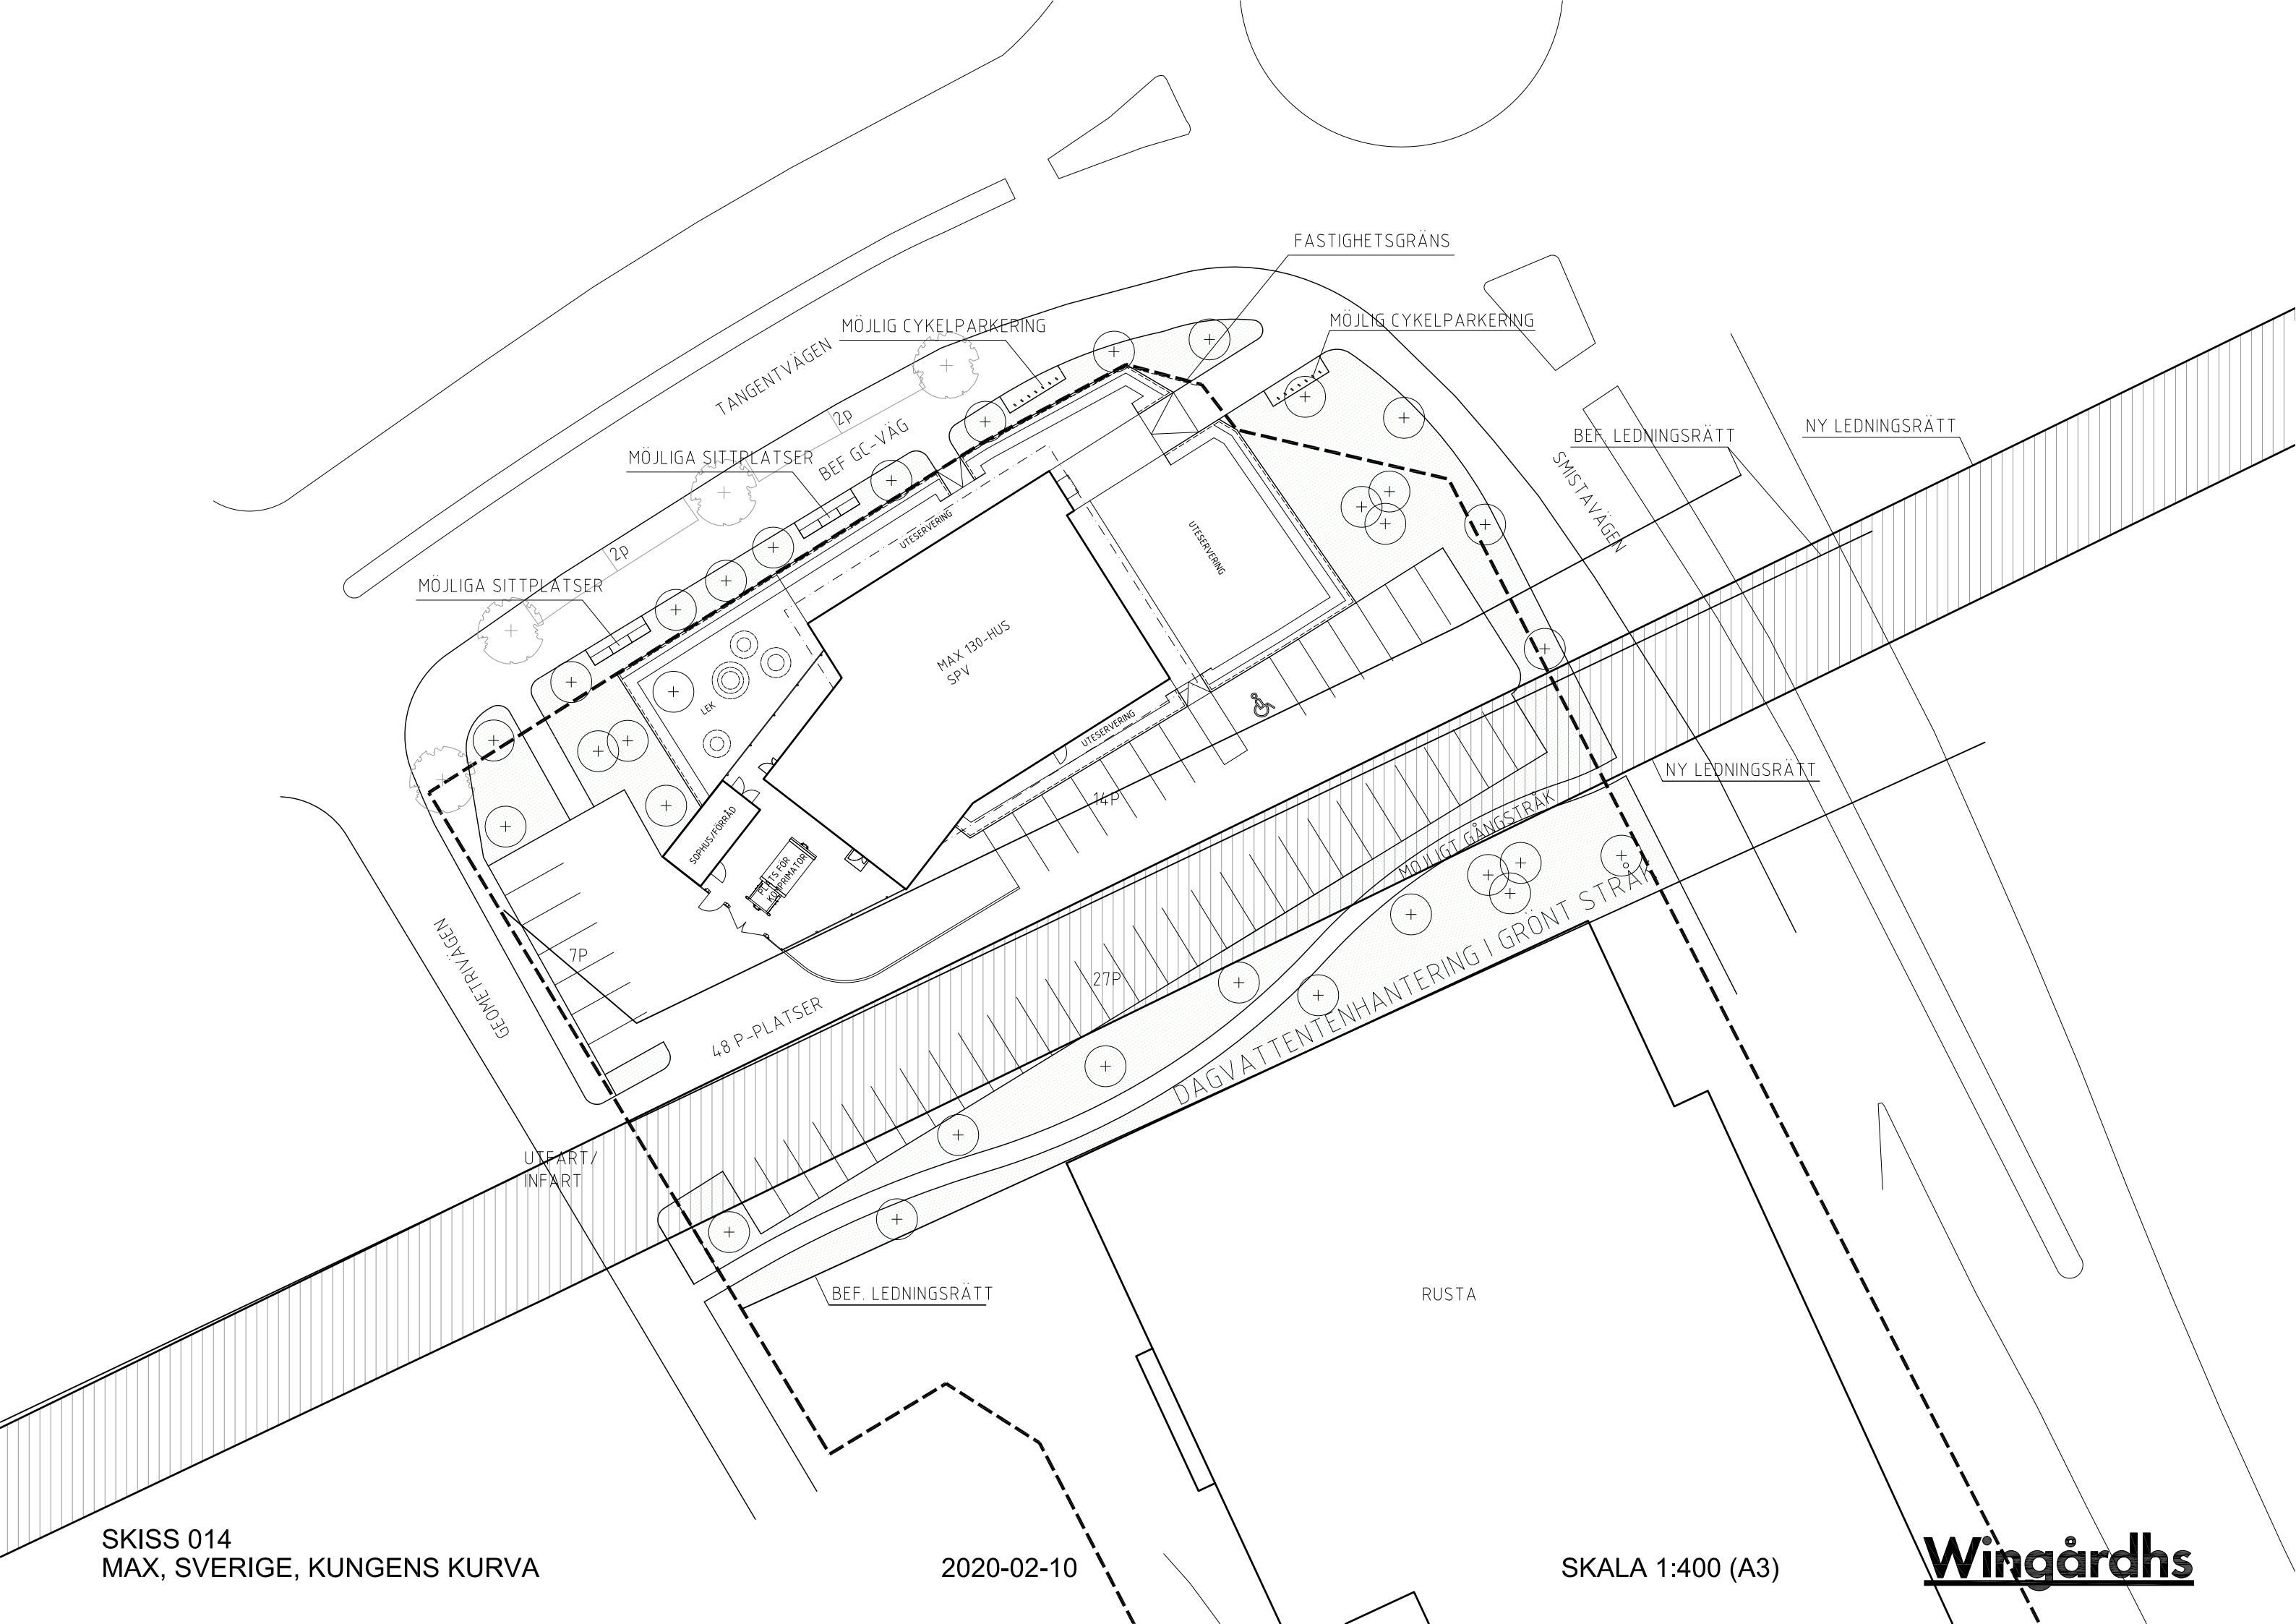 FASTIGHETSGRÄNS
MÖJLIG CYKELPARKERING
MÖJLIG CYKELPARKERING
TANGENTVÄGEN
2p
BEF GC-VÄG
MÖJLIGA SITTPLATSER
2p
MÖJLIGA SITTPLATSER
NY LEDNINGSRÄTT
BEF. LEDNINGSRÄTT
SMISTAVÄGEN
UTESERVERING
UTESERVERING
MAX 130-HUS
SPV
LEK
UTESERVERING
NY LEDNINGSRÄTT
14P
SOPHUS/FÖRRÅD
PLATS FÖR
KOMPRIMATOR
MÖJLIGT GÅNGSTRÅK
GEOMETRIVÄGEN
7P
27P
48 P-PLATSER
DAGVATTENTENHANTERING I GRÖNT STRÅK
UTFART/
INFART
BEF. LEDNINGSRÄTT
RUSTA
SKISS 014
MAX, SVERIGE, KUNGENS KURVA
2020-02-10
SKALA 1:400 (A3)
Wingårdhs